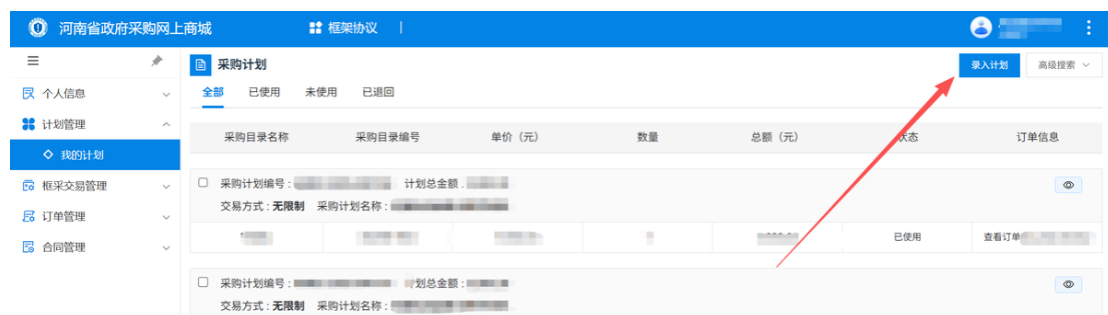 河南省政府采购网上商城 框架协议
采购计划 录入计划 高级搜索
个人信息 全部 已使用 未使用 已退回
计划管理
采购目录名称 采购目录编号 单价（元） 数量 总额（元） 状态 订单信息
我的计划
框采交易管理 采购计划编号： 计划总金额
交易方式：无限制 采购计划名称：
订单管理
已使用 查看订单
合同管理
采购计划编号： 计划总金额：
交易方式：无限制 采购计划名称：